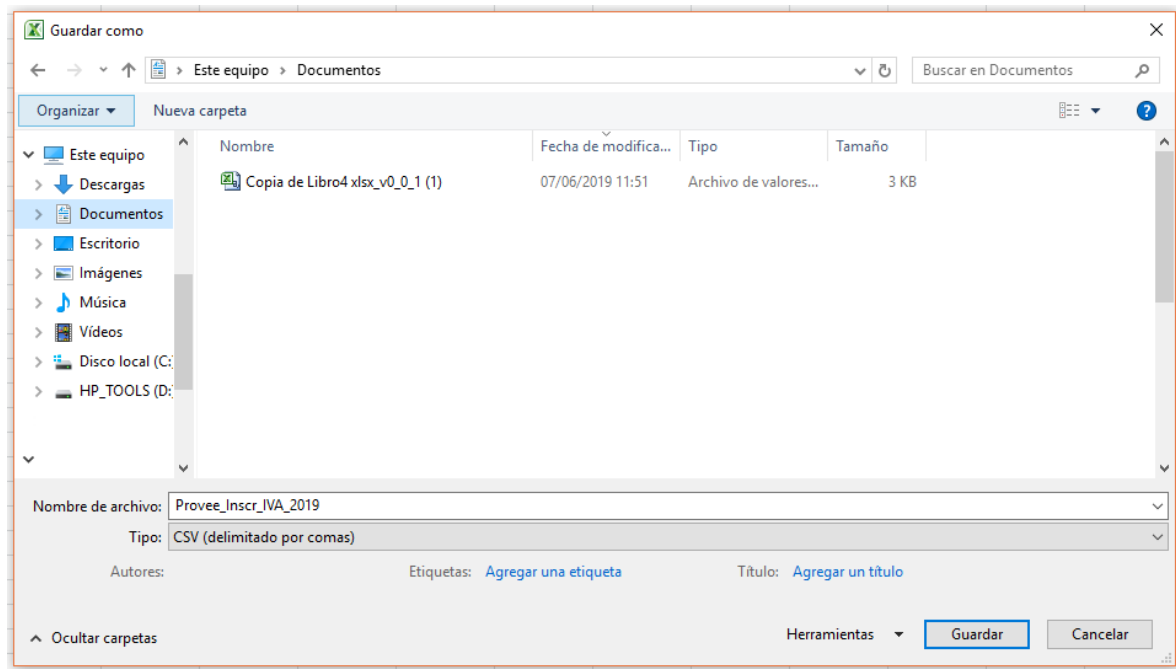 Guardar como
Este equipo > Documentos
Buscar en Documentos
Organizar
Nueva carpeta
Nombre
Fecha de modifica...
Tipo
Tamaño
Este equipo
Descargas
Documentos
Escritorio
Imágenes
Música
Vídeos
Disco local (C:
HP_TOOLS (D:
Copia de Libro4 xlsx_v0_0_1 (1)
07/06/2019 11:51
Archivo de valores...
3 KB
Nombre de archivo: Provee_Inscr_IVA_2019
Tipo: CSV (delimitado por comas)
Autores:
Etiquetas: Agregar una etiqueta
Título: Agregar un título
Ocultar carpetas
Herramientas
Guardar
Cancelar